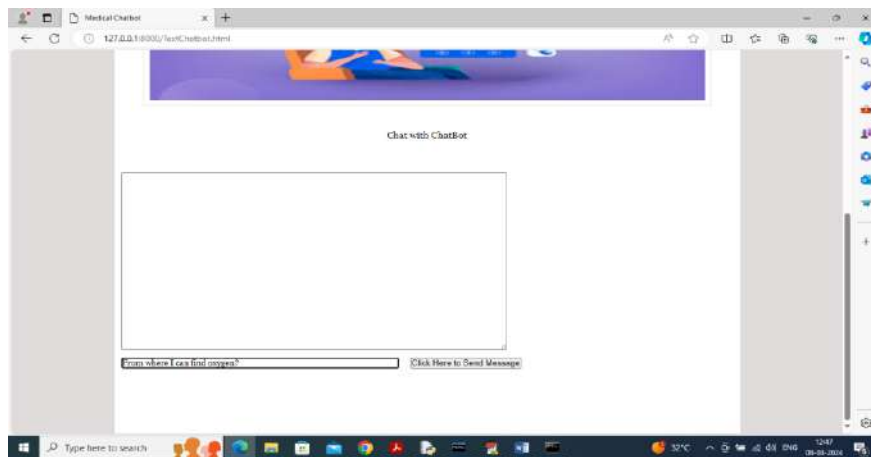 Medical Chatbot
127.0.0.1:8000/TextChatbot.html
Chat with ChatBot
From where I can find oxygen?
Click Here to Send Message
Type here to search
32°C
ENG
12:47